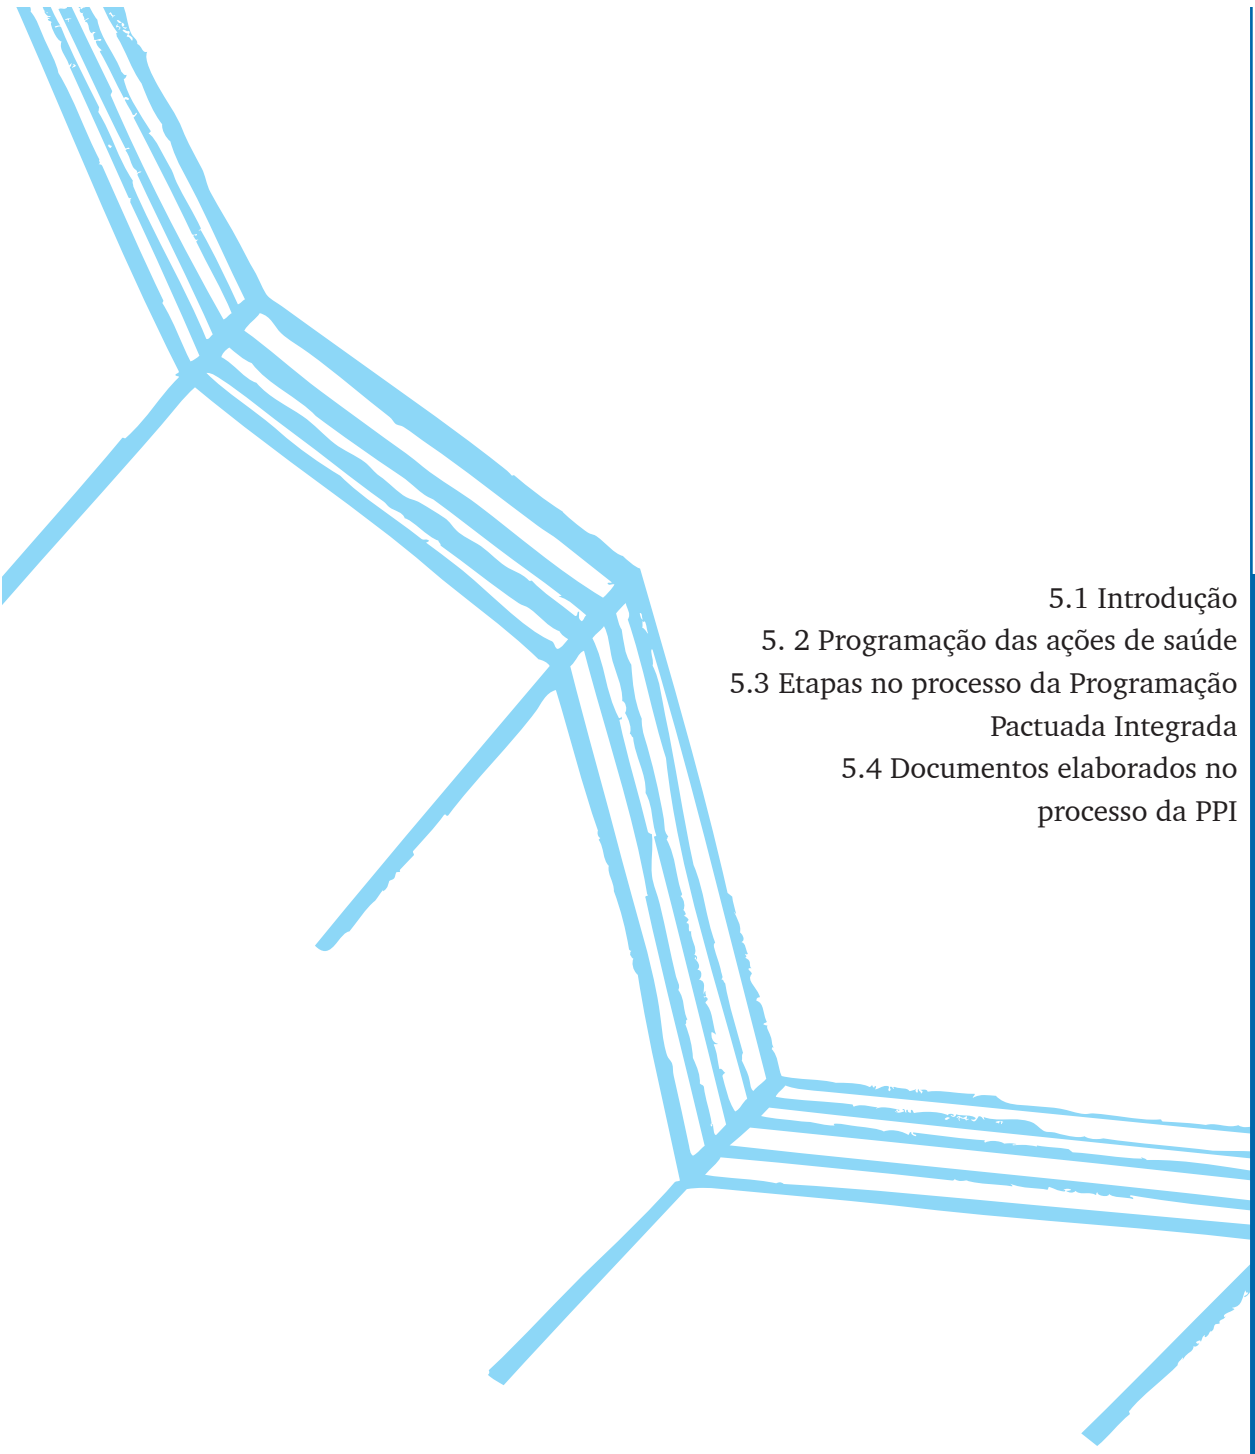 5.1 Introdução
5. 2 Programação das ações de saúde
5.3 Etapas no processo da Programação
Pactuada Integrada
5.4 Documentos elaborados no
processo da PPI